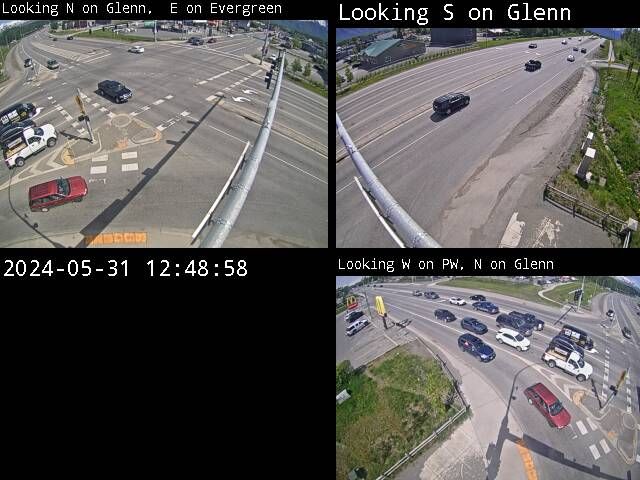 Looking N on Glenn,  E on Evergreen
Looking S on Glenn
2024-05-31 12:48:58
Looking W on PW, N on Glenn